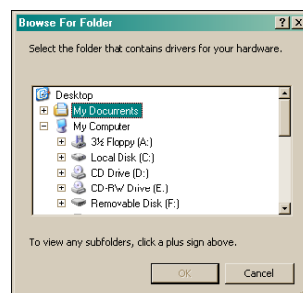 Browse For Folder
Select the folder that contains drivers for your hardware.
Desktop
My Documents
My Computer
3½ Floppy (A:)
Local Disk (C:)
CD Drive (D:)
CD-RW Drive (E:)
Removable Disk (F:)
To view any subfolders, click a plus sign above.
OK
Cancel